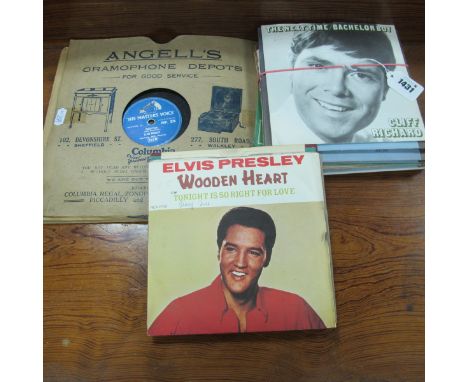 ANGELL'S
GRAMOPHONE DEPOTS
FOR GOOD SERVICE
"HIS MASTER'S VOICE"
102, DEVONSHIRE ST.
SHEFFIELD
277, SOUTH ROAD,
WALKLEY
Columbia
COLUMBIA REGAL, ZONO
PICCADILLY and
THE NEXT TIME/BACHELOR BOY
1431
CLIFF
RICHARD
ELVIS PRESLEY
WOODEN HEART
TONIGHT IS SO RIGHT FOR LOVE